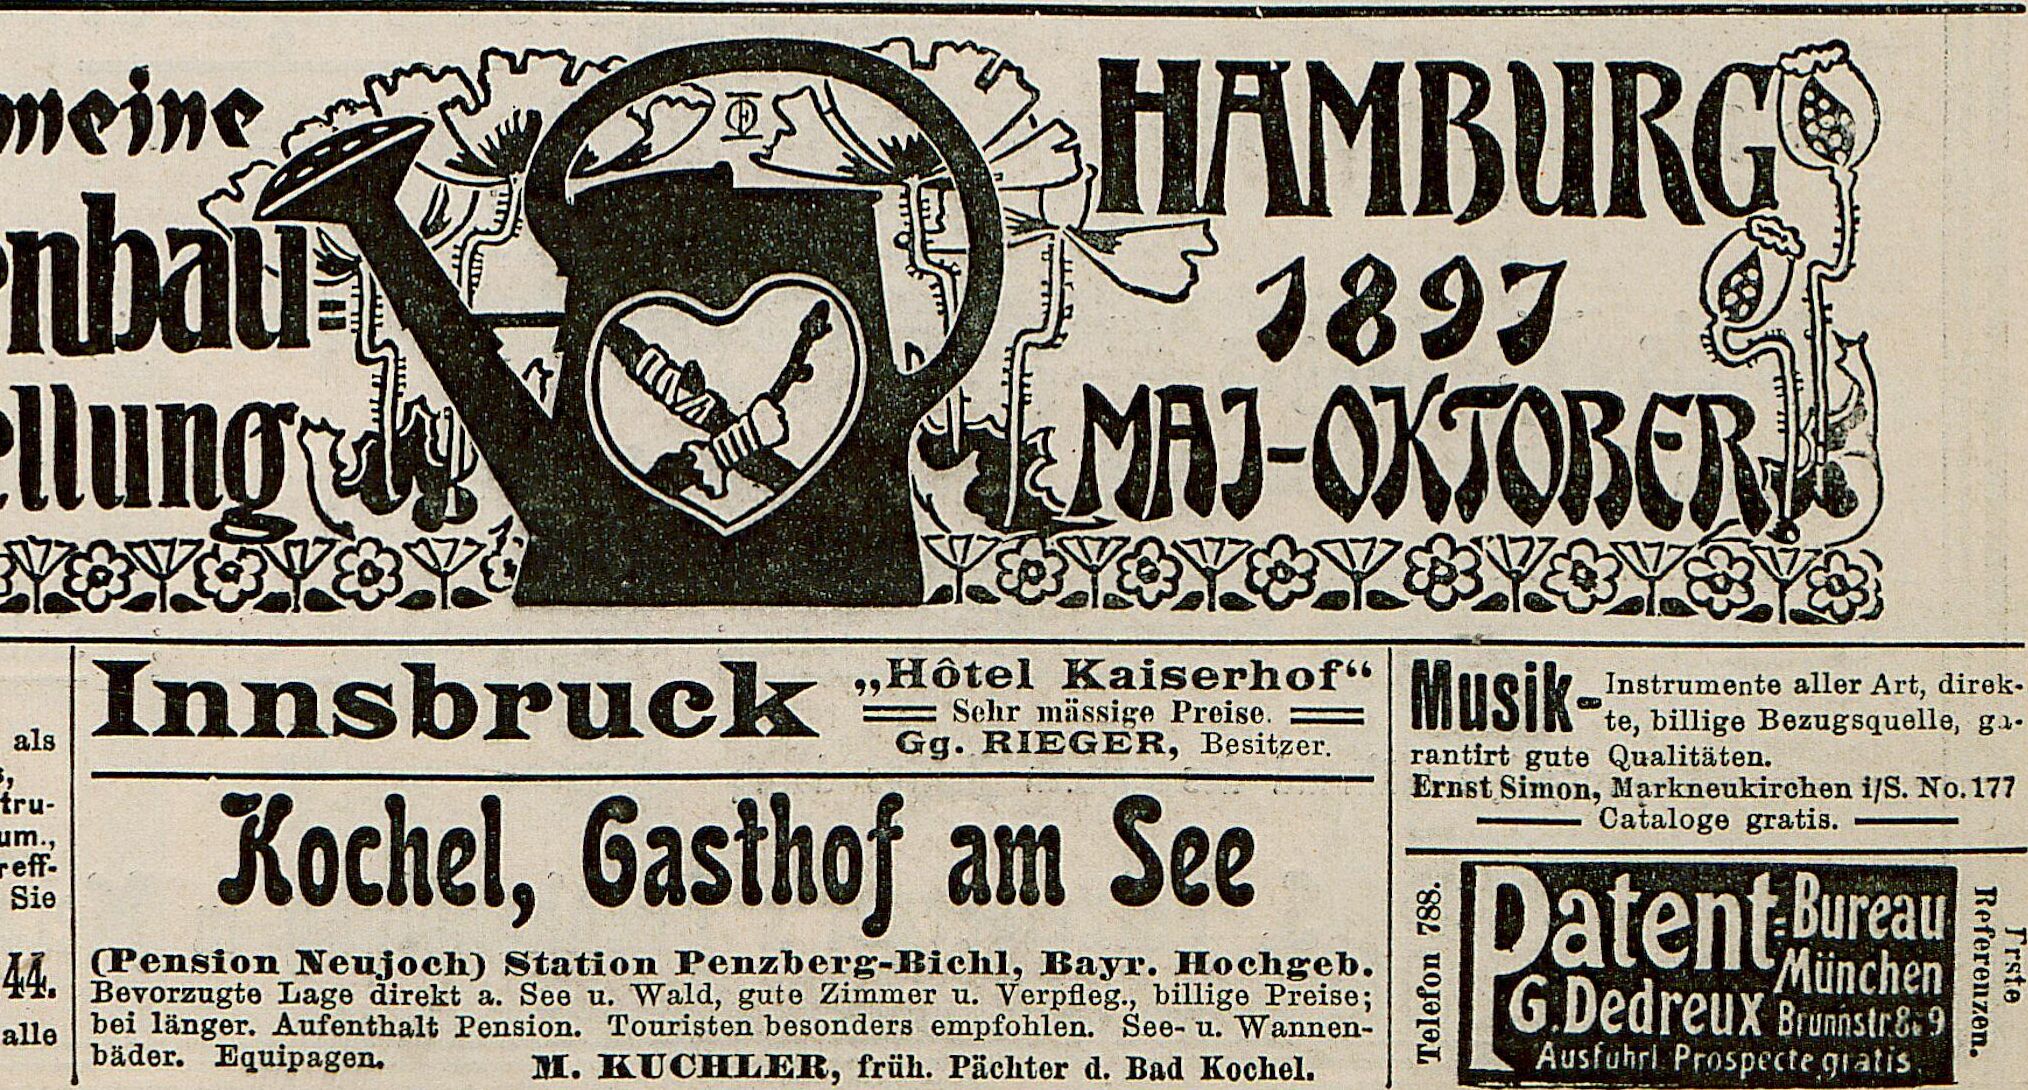 meine
enbau=
ellung
HAMBURG
1897
MAI-OKTOBER
als
tru-
um.,
reff-
Sie
44.
alle
Innsbruck
„Hôtel Kaiserhof“
Sehr mässige Preise.
Gg. RIEGER, Besitzer.
Kochel, Gasthof am See
(Pension Neujoch) Station Penzberg-Bichl, Bayr. Hochgeb.
Bevorzugte Lage direkt a. See u. Wald, gute Zimmer u. Verpfleg., billige Preise;
bei länger. Aufenthalt Pension. Touristen besonders empfohlen. See- u. Wannen-
bäder. Equipagen.
M. KUCHLER, früh. Pächter d. Bad Kochel.
Musik- Instrumente aller Art, direk-
te, billige Bezugsquelle, ga-
rantirt gute Qualitäten.
Ernst Simon, Markneukirchen i/S. No. 177
Cataloge gratis.
Telefon 788.
Patent-Bureau
München
G. Dedreux Brunnstr. 8 & 9
Ausführl Prospecte gratis
Erste
Referenzen.